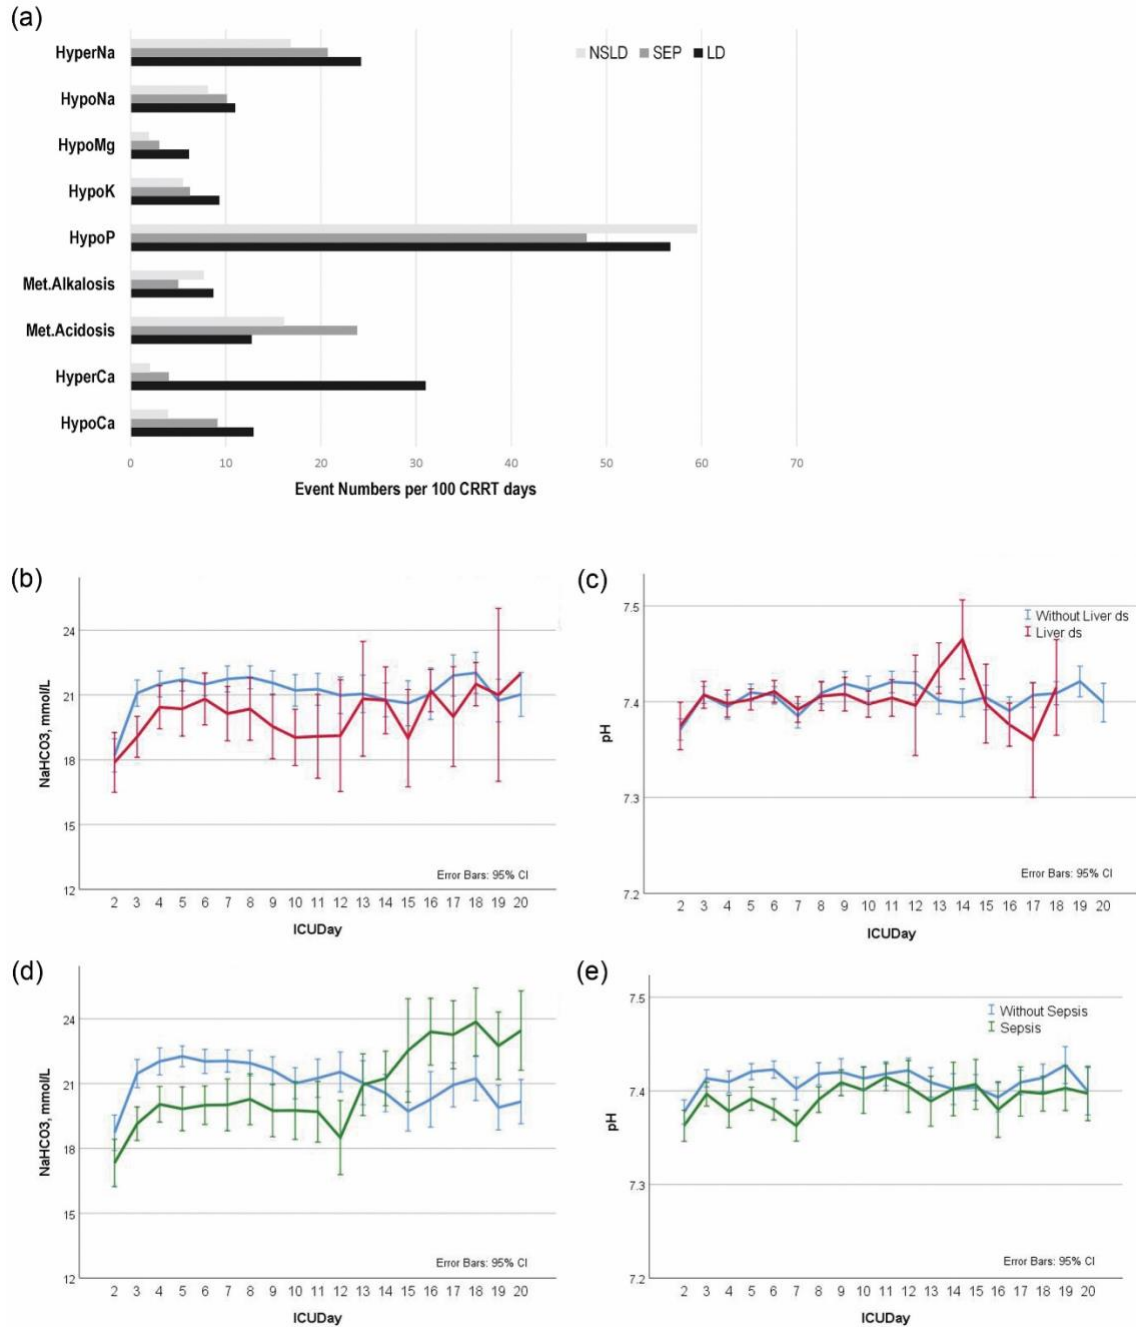 (a)
NSLD SEP LD
HyperNa
HypoNa
HypoMg
HypoK
HypoP
Met.Alkalosis
Met.Acidosis
HyperCa
HypoCa
0 10 20 30 40 50 60 70
Event Numbers per 100 CRRT days
(b)
NaHCO3, mmol/L
24
21
18
15
12
Error Bars: 95% CI
2 3 4 5 6 7 8 9 10 11 12 13 14 15 16 17 18 19 20
ICUDay
(c)
pH
7.5
7.4
7.3
7.2
Without Liver ds
Liver ds
Error Bars: 95% CI
2 3 4 5 6 7 8 9 10 11 12 13 14 15 16 17 18 19 20
ICUDay
(d)
NaHCO3, mmol/L
24
21
18
15
12
Error Bars: 95% CI
2 3 4 5 6 7 8 9 10 11 12 13 14 15 16 17 18 19 20
ICUDay
(e)
pH
7.5
7.4
7.3
7.2
Without Sepsis
Sepsis
Error Bars: 95% CI
2 3 4 5 6 7 8 9 10 11 12 13 14 15 16 17 18 19 20
ICUDay